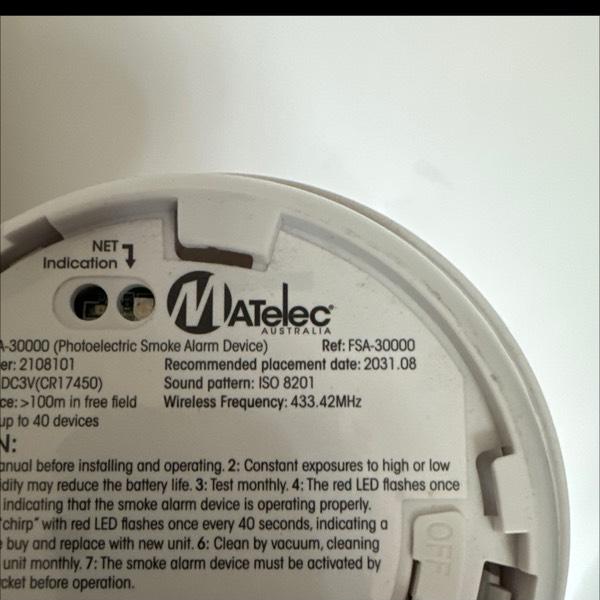 NET
Indication
MATelec
AUSTRALIA
A-30000 (Photoelectric Smoke Alarm Device) Ref: FSA-30000
er: 2108101 Recommended placement date: 2031.08
DC3V(CR17450) Sound pattern: ISO 8201
ce: >100m in free field Wireless Frequency: 433.42MHz
up to 40 devices
N:
anual before installing and operating. 2: Constant exposures to high or low
idity may reduce the battery life. 3: Test monthly. 4: The red LED flashes once
indicating that the smoke alarm device is operating properly.
"chirp" with red LED flashes once every 40 seconds, indicating a
buy and replace with new unit. 6: Clean by vacuum, cleaning
unit monthly. 7: The smoke alarm device must be activated by
cket before operation.
OFF